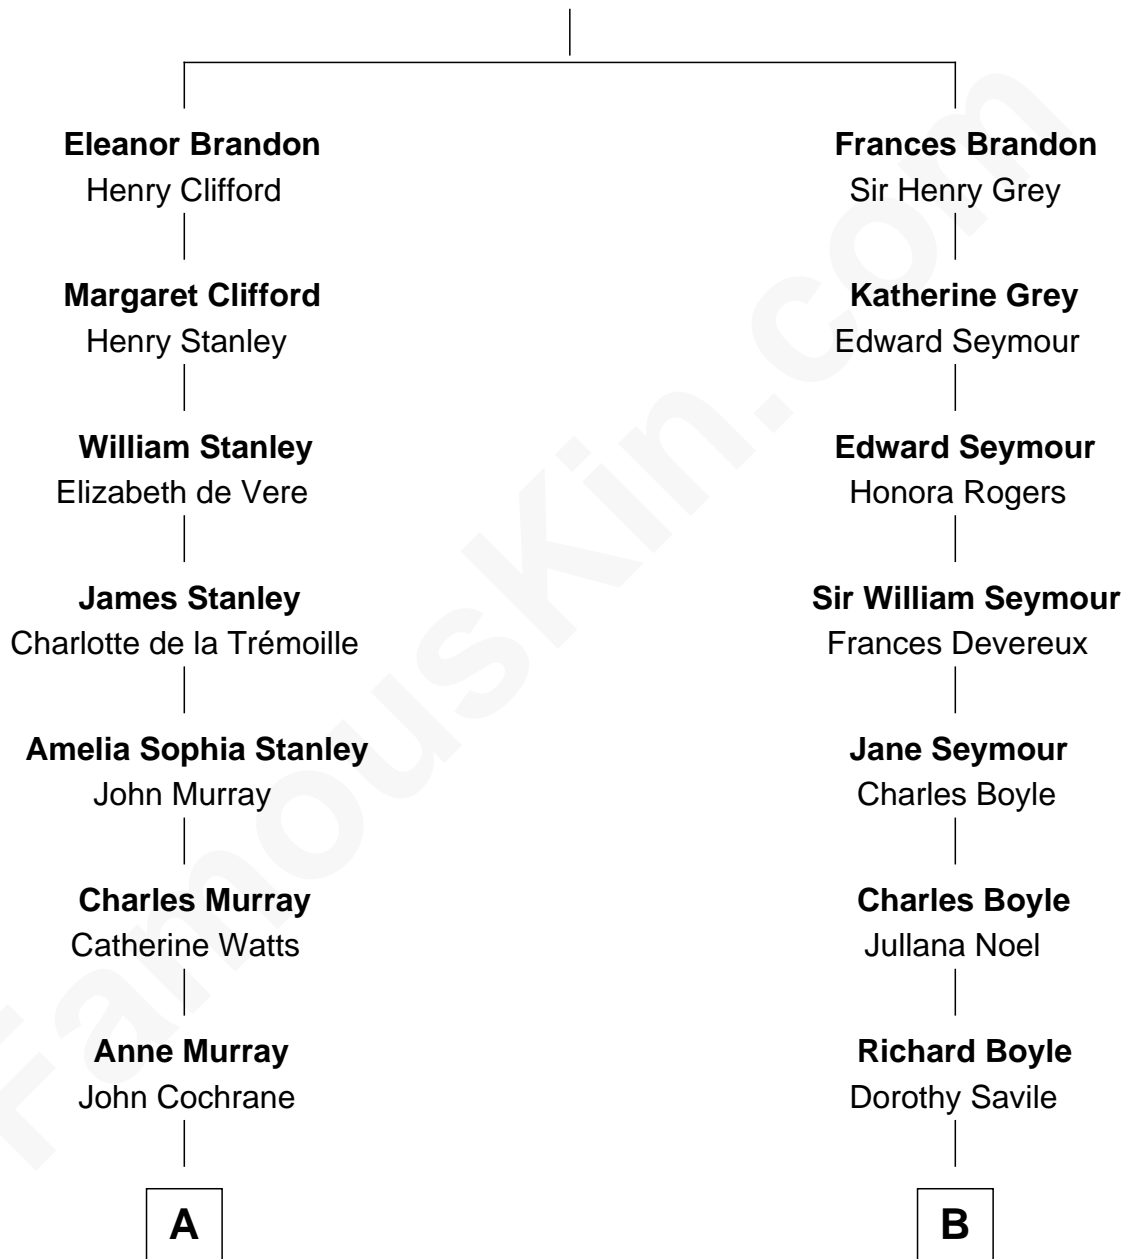 Eleanor Brandon
Henry Clifford
Margaret Clifford
Henry Stanley
William Stanley
Elizabeth de Vere
James Stanley
Charlotte de la Trémoille
Amelia Sophia Stanley
John Murray
Charles Murray
Catherine Watts
Anne Murray
John Cochrane
A
Frances Brandon
Sir Henry Grey
Katherine Grey
Edward Seymour
Edward Seymour
Honora Rogers
Sir William Seymour
Frances Devereux
Jane Seymour
Charles Boyle
Charles Boyle
Jullana Noel
Richard Boyle
Dorothy Savile
B
FamousKin.com